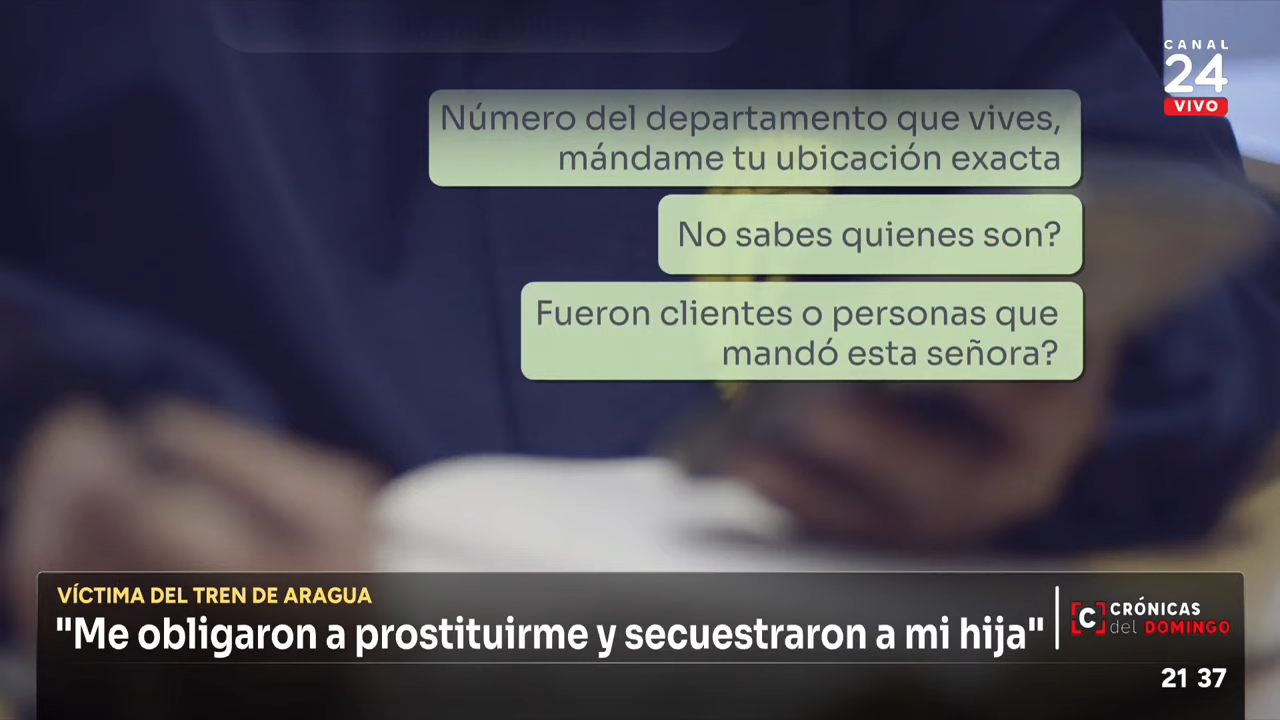 CANAL
24
VIVO
Número del departamento que vives,
mándame tu ubicación exacta
No sabes quienes son?
Fueron clientes o personas que
mandó esta señora?
VÍCTIMA DEL TREN DE ARAGUA
"Me obligaron a prostituirme y secuestraron a mi hija"
C CRÓNICAS
del DOMINGO
21 37